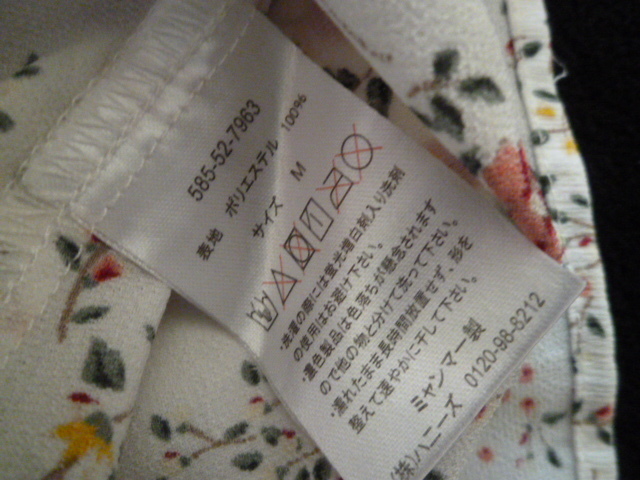 585-52-7963
表地 ポリエステル 100%
サイズ M
・洗濯の際には蛍光増白剤入り洗剤
の使用はお避け下さい。
・濃色製品は色落ちが懸念されます
ので他の物と分けて洗って下さい。
・濡れたまま長時間放置せず、形を
整えて速やかに干して下さい。
ミャンマー製
(株)ハニーズ 0120-98-8212